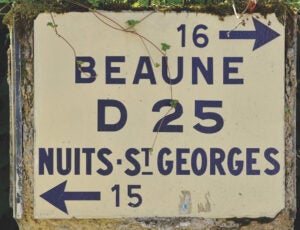 16 →
BEAUNE
D 25
NUITS·ST GEORGES
← 15